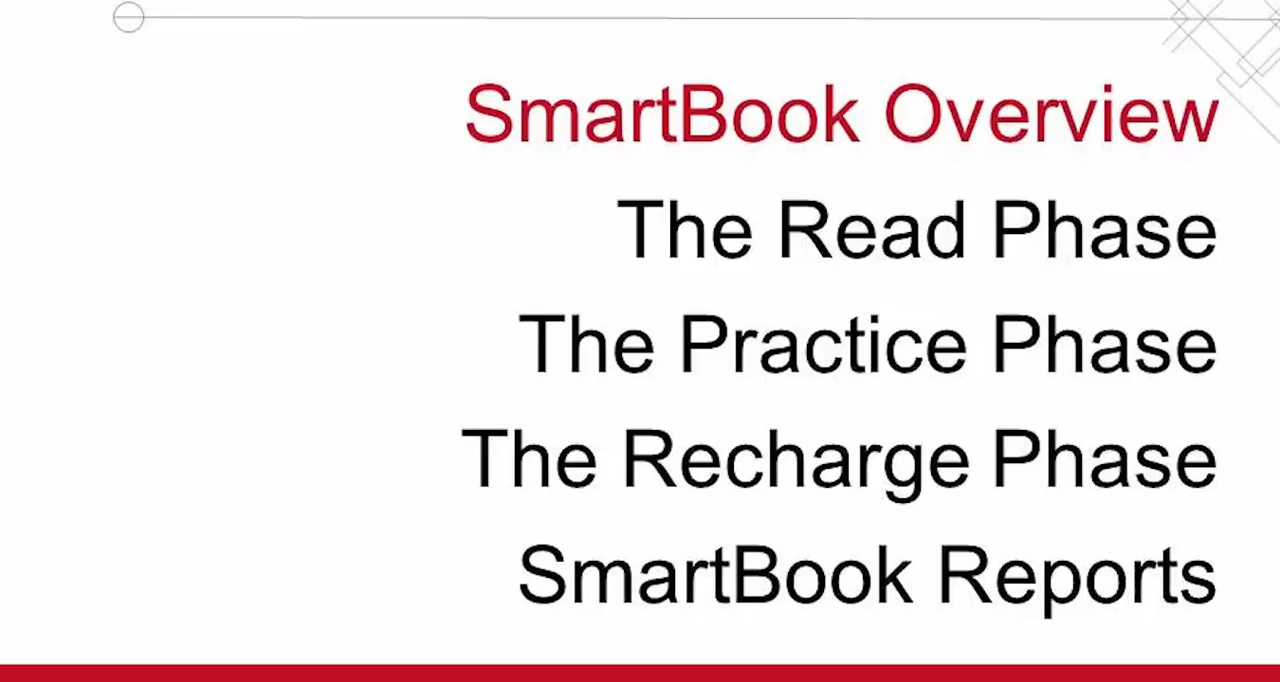 SmartBook Overview
The Read Phase
The Practice Phase
The Recharge Phase
SmartBook Reports